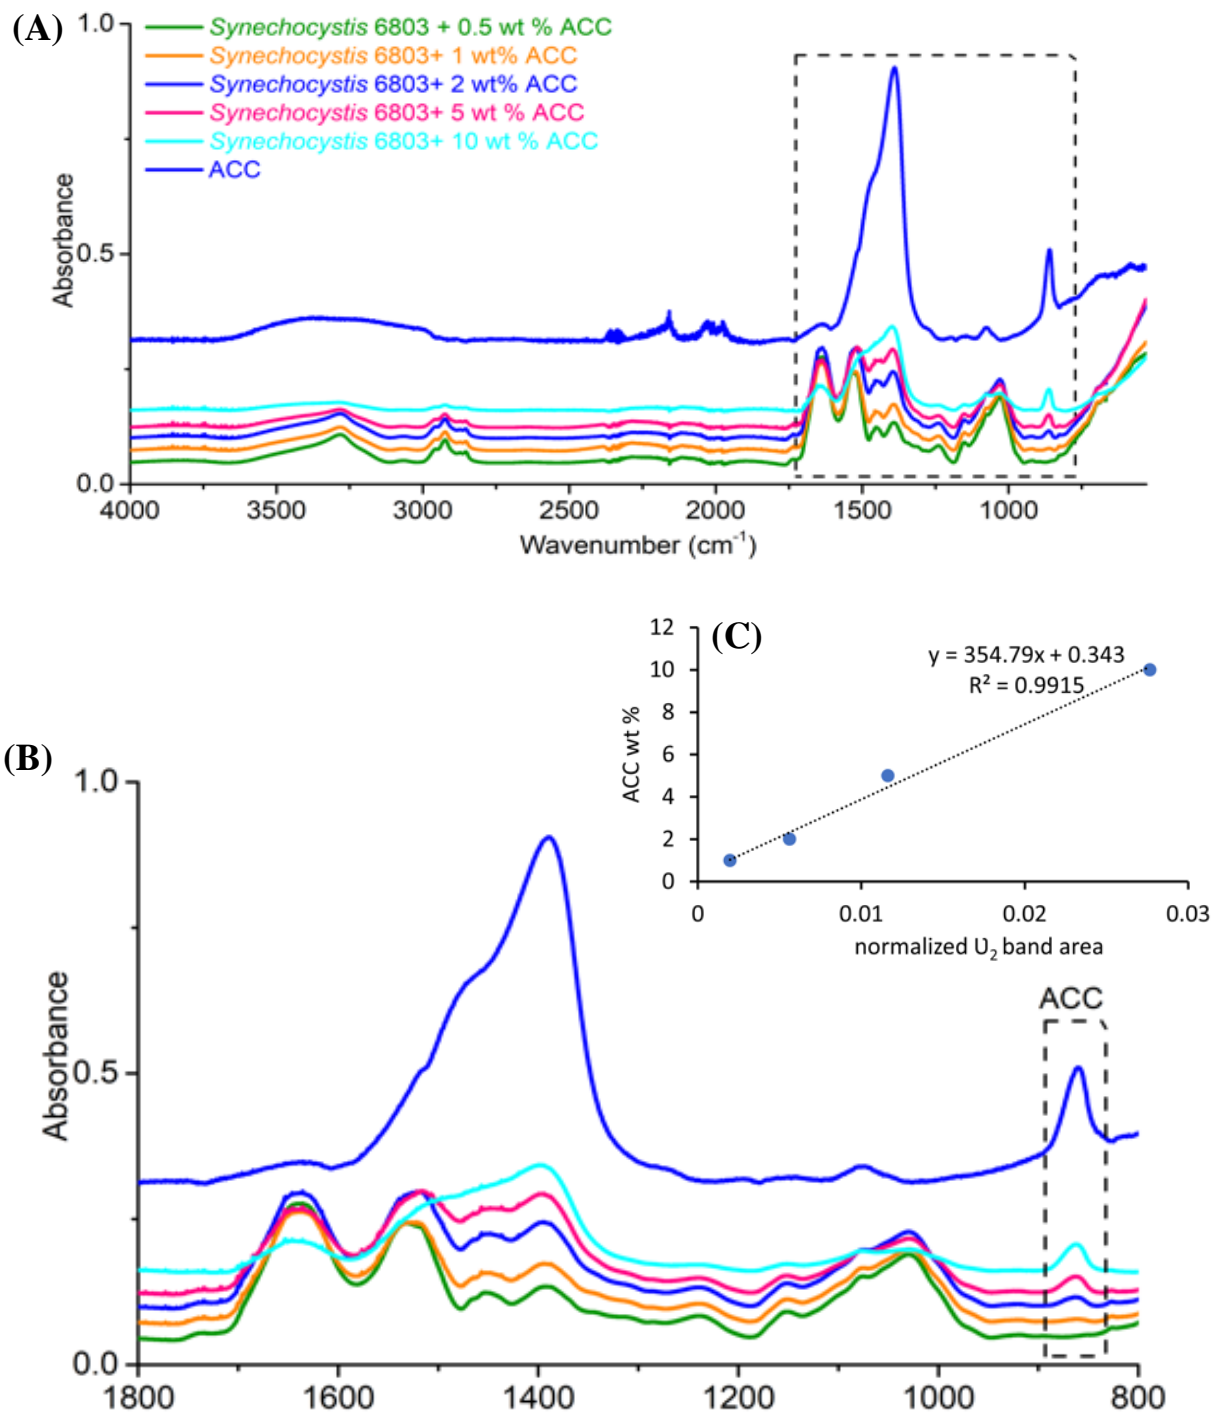 (A)
1.0
Synechocystis 6803 + 0.5 wt % ACC
Synechocystis 6803+ 1 wt% ACC
Synechocystis 6803+ 2 wt% ACC
Synechocystis 6803+ 5 wt % ACC
Synechocystis 6803+ 10 wt % ACC
ACC
Absorbance
0.5
0.0
4000 3500 3000 2500 2000 1500 1000
Wavenumber (cm-1)
(C)
12
10
8
6
4
2
0
ACC wt %
y = 354.79x + 0.343
R² = 0.9915
0 0.01 0.02 0.03
normalized Ʋ2 band area
(B)
1.0
Absorbance
0.5
0.0
ACC
1800 1600 1400 1200 1000 800